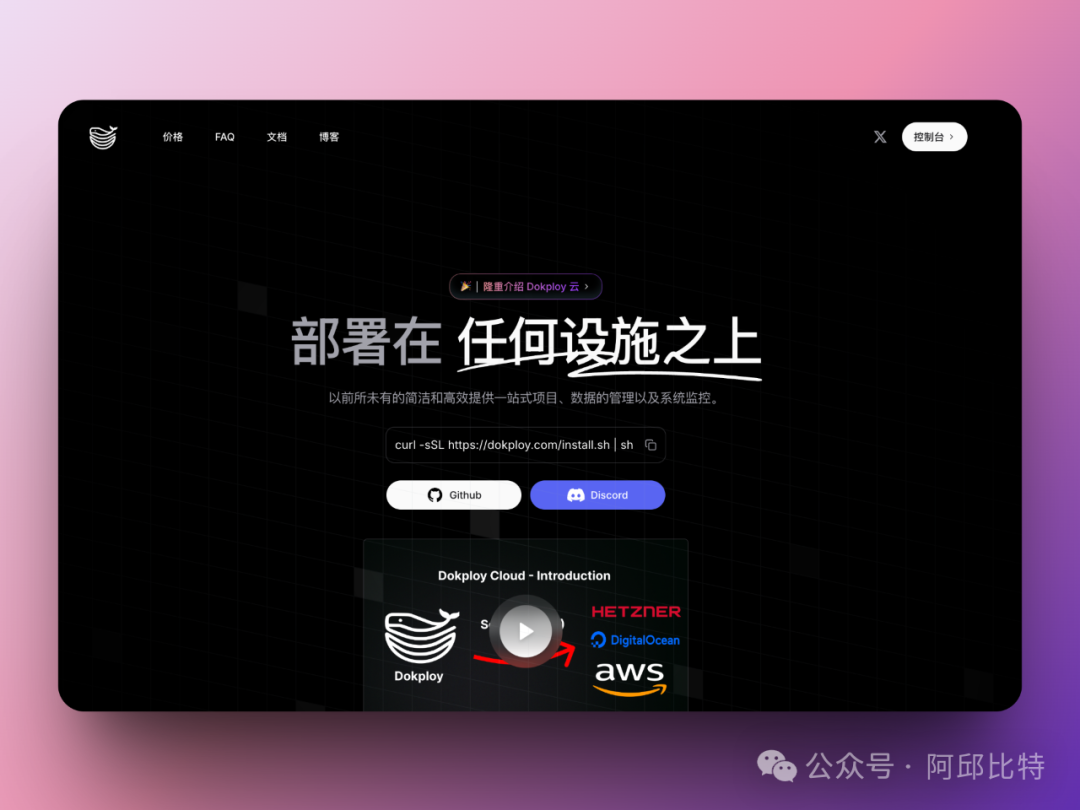 价格 FAQ 文档 博客 控制台 ›
🎉 | 隆重介绍 Dokploy 云 ›
部署在 任何设施之上
以前所未有的简洁和高效提供一站式项目、数据的管理以及系统监控。
curl -sSL https://dokploy.com/install.sh | sh
Github Discord
Dokploy Cloud - Introduction
HETZNER
DigitalOcean
aws
Dokploy
公众号 · 阿邱比特